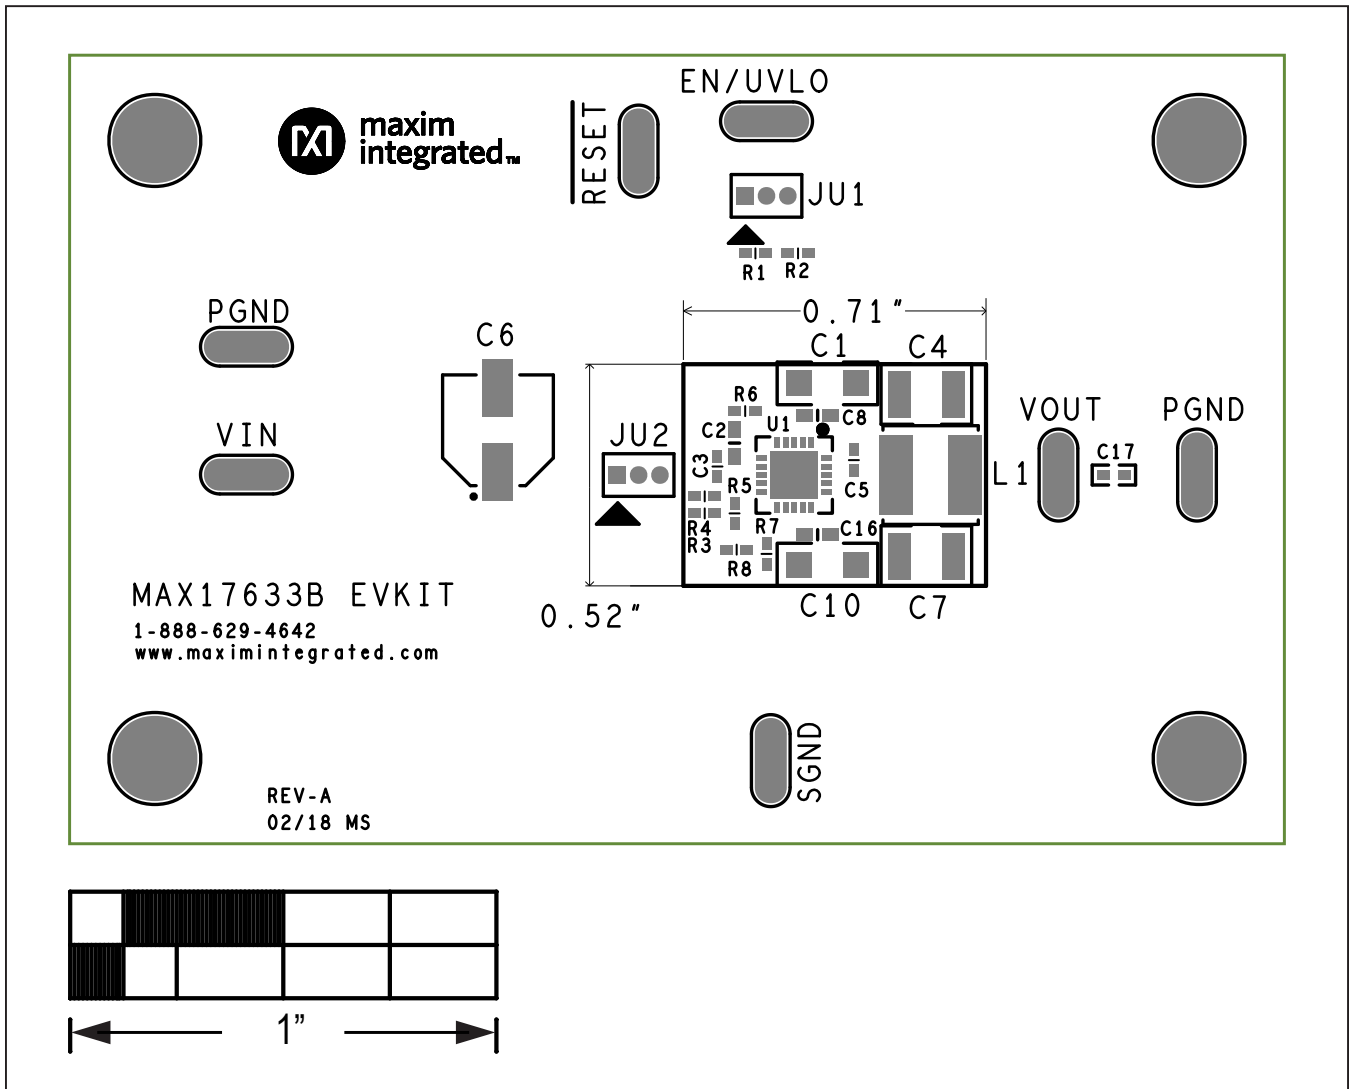 EN/UVLO
maxim
integrated™
RESET
JU1
R1 R2
PGND
0.71"
C6
C1
C4
R6
C8
VOUT
PGND
VIN
JU2
C2
U1
C17
C3
R5
C5
L1
R4
R3
R7
C16
R8
C10
C7
0.52"
MAX17633B EVKIT
1-888-629-4642
www.maximintegrated.com
SGND
REV-A
02/18 MS
1"